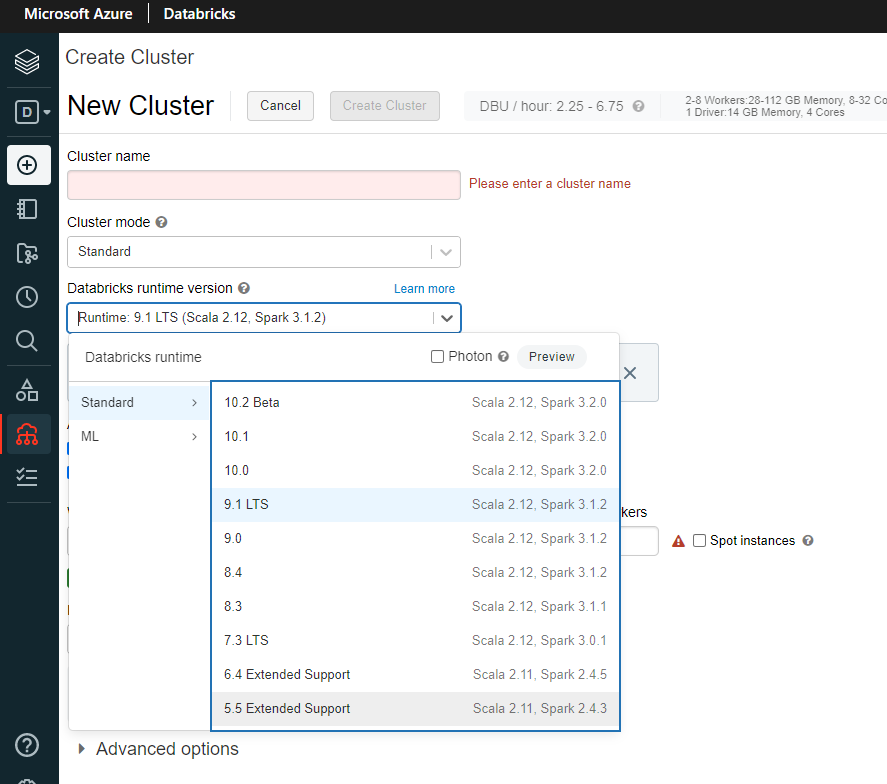 Microsoft Azure | Databricks
Create Cluster
D
New Cluster
Cancel
Create Cluster
DBU / hour: 2.25 - 6.75
2-8 Workers:28-112 GB Memory, 8-32 Co
1 Driver:14 GB Memory, 4 Cores
Cluster name
Please enter a cluster name
Cluster mode
Standard
Databricks runtime version
Learn more
Runtime: 9.1 LTS (Scala 2.12, Spark 3.1.2)
Databricks runtime
Photon
Preview
Standard
ML
10.2 Beta Scala 2.12, Spark 3.2.0
10.1 Scala 2.12, Spark 3.2.0
10.0 Scala 2.12, Spark 3.2.0
9.1 LTS Scala 2.12, Spark 3.1.2
9.0 Scala 2.12, Spark 3.1.2
8.4 Scala 2.12, Spark 3.1.2
8.3 Scala 2.12, Spark 3.1.1
7.3 LTS Scala 2.12, Spark 3.0.1
6.4 Extended Support Scala 2.11, Spark 2.4.5
5.5 Extended Support Scala 2.11, Spark 2.4.3
kers
Spot instances
Advanced options